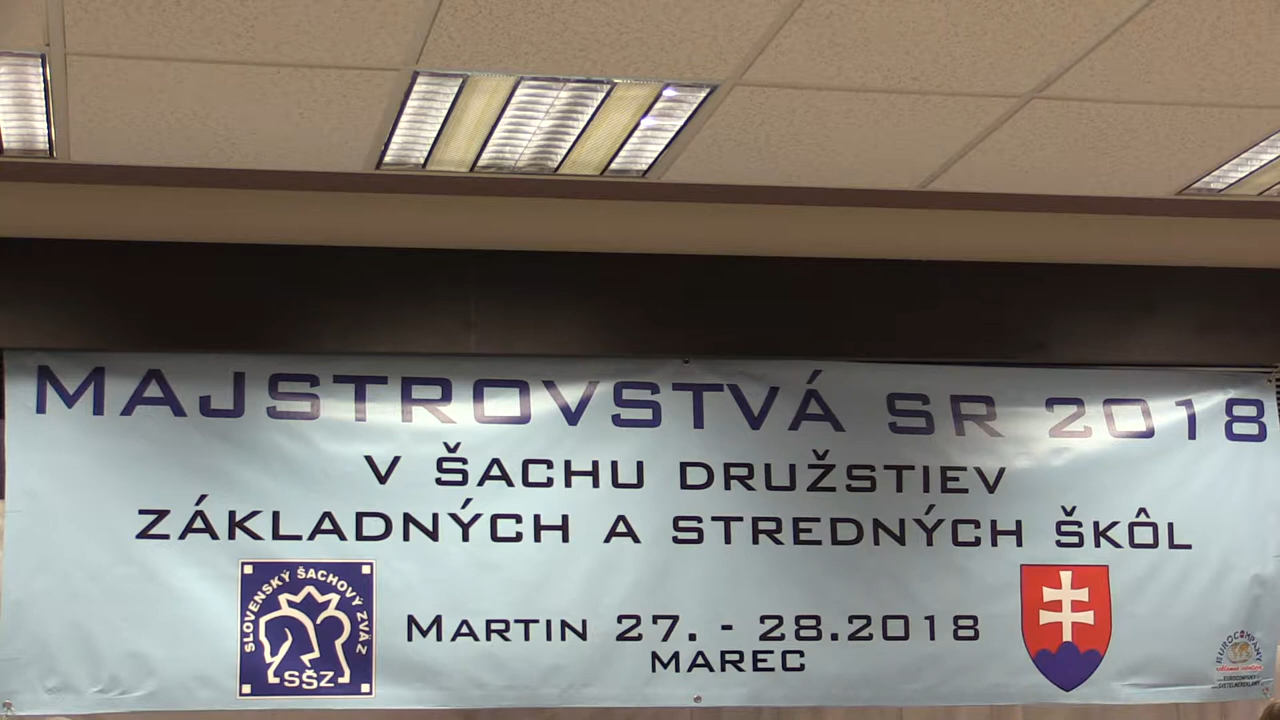 MAJSTROVSTVÁ SR 2018
V ŠACHU DRUŽSTIEV
ZÁKLADNÝCH A STREDNÝCH ŠKÔL
SLOVENSKÝ ŠACHOVÝ ZVÄZ
SŠZ
MARTIN 27. - 28.2018
MAREC
EUROCOMPANY